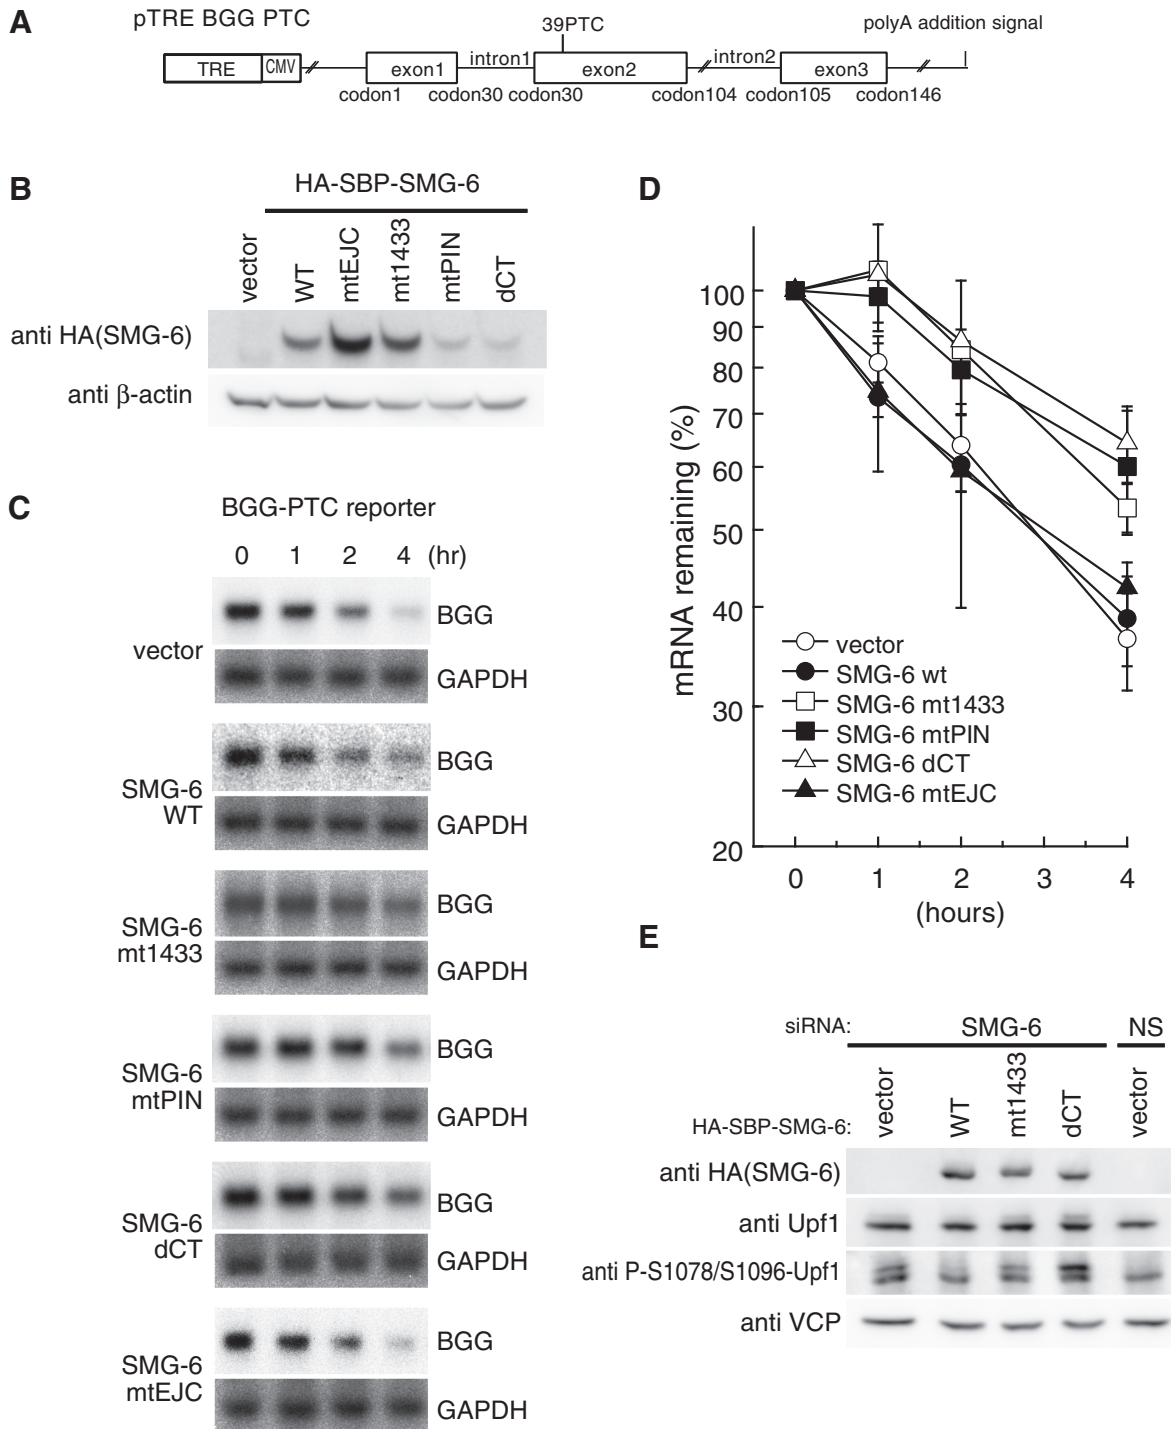 A
pTRE BGG PTC
39PTC
polyA addition signal
TRE
CMV
exon1
intron1
exon2
intron2
exon3
codon1
codon30
codon30
codon104
codon105
codon146
B
HA-SBP-SMG-6
vector
WT
mtEJC
mt1433
mtPIN
dCT
anti HA(SMG-6)
anti β-actin
C
BGG-PTC reporter
0 1 2 4 (hr)
vector
BGG
GAPDH
SMG-6
WT
BGG
GAPDH
SMG-6
mt1433
BGG
GAPDH
SMG-6
mtPIN
BGG
GAPDH
SMG-6
dCT
BGG
GAPDH
SMG-6
mtEJC
BGG
GAPDH
D
mRNA remaining (%)
100
90
80
70
60
50
40
30
20
vector
SMG-6 wt
SMG-6 mt1433
SMG-6 mtPIN
SMG-6 dCT
SMG-6 mtEJC
0 1 2 3 4
(hours)
E
siRNA: SMG-6 NS
HA-SBP-SMG-6:
vector
WT
mt1433
dCT
vector
anti HA(SMG-6)
anti Upf1
anti P-S1078/S1096-Upf1
anti VCP